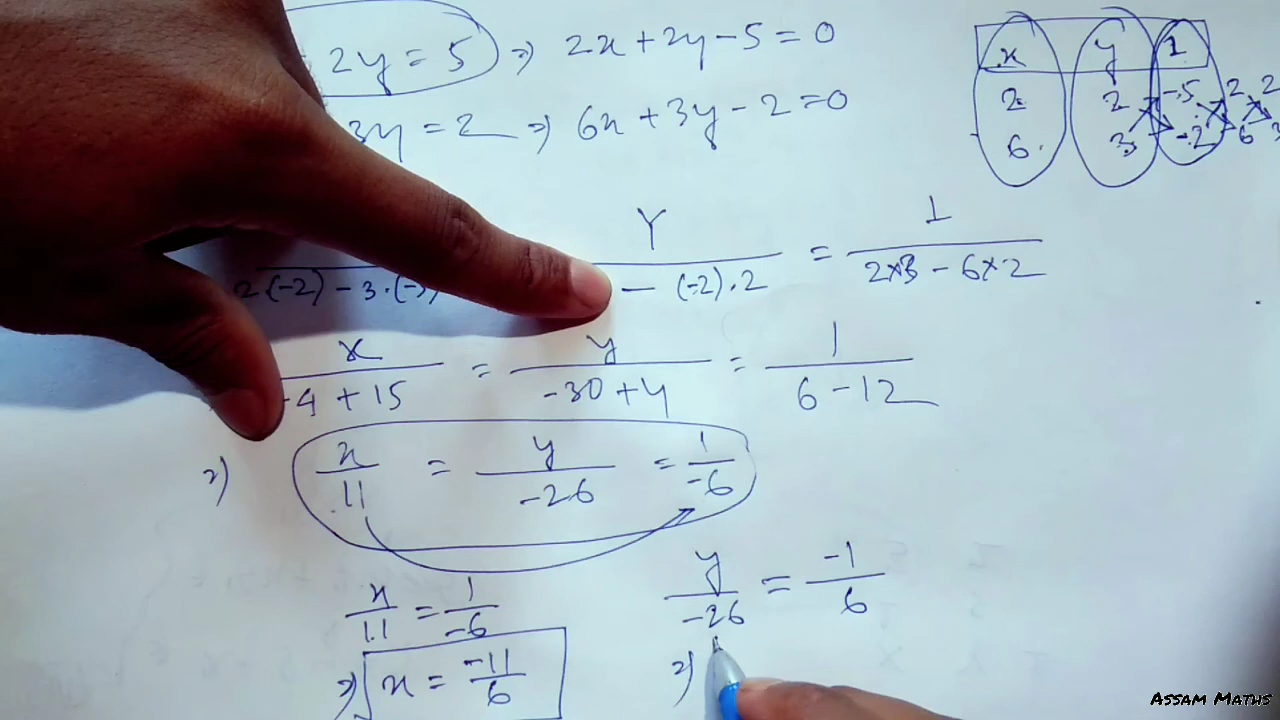 2y = 5 ⇒ 2x + 2y - 5 = 0
3y = 2 ⇒ 6x + 3y - 2 = 0
x y 1
2 2 -5 2 2
6 3 -2 6 3
Y 1
2(-2) - 3.(-5) - (-2).2 = 2×3 - 6×2
x/-4 + 15 = y/-30 + 4 = 1/6 - 12
⇒) x/11 = y/-26 = 1/-6
x/11 = 1/-6
⇒) x = -11/6
y/-26 = -1/6
⇒)
ASSAM MATHS